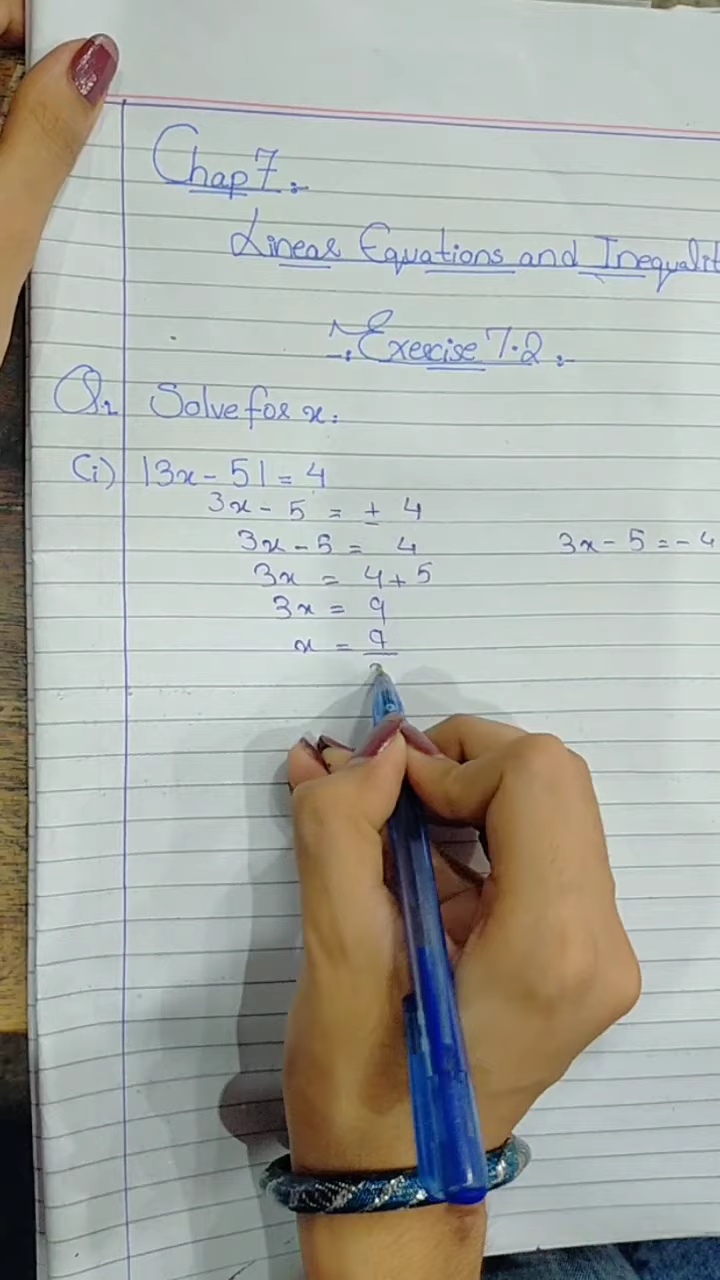 Chap 7.
Linear Equations and Inequalit
Exercise 7.2
Q2 Solve for x.
(i) |3x - 5| = 4
3x - 5 = ± 4
3x - 5 = 4 3x - 5 = - 4
3x = 4 + 5
3x = 9
x = 9